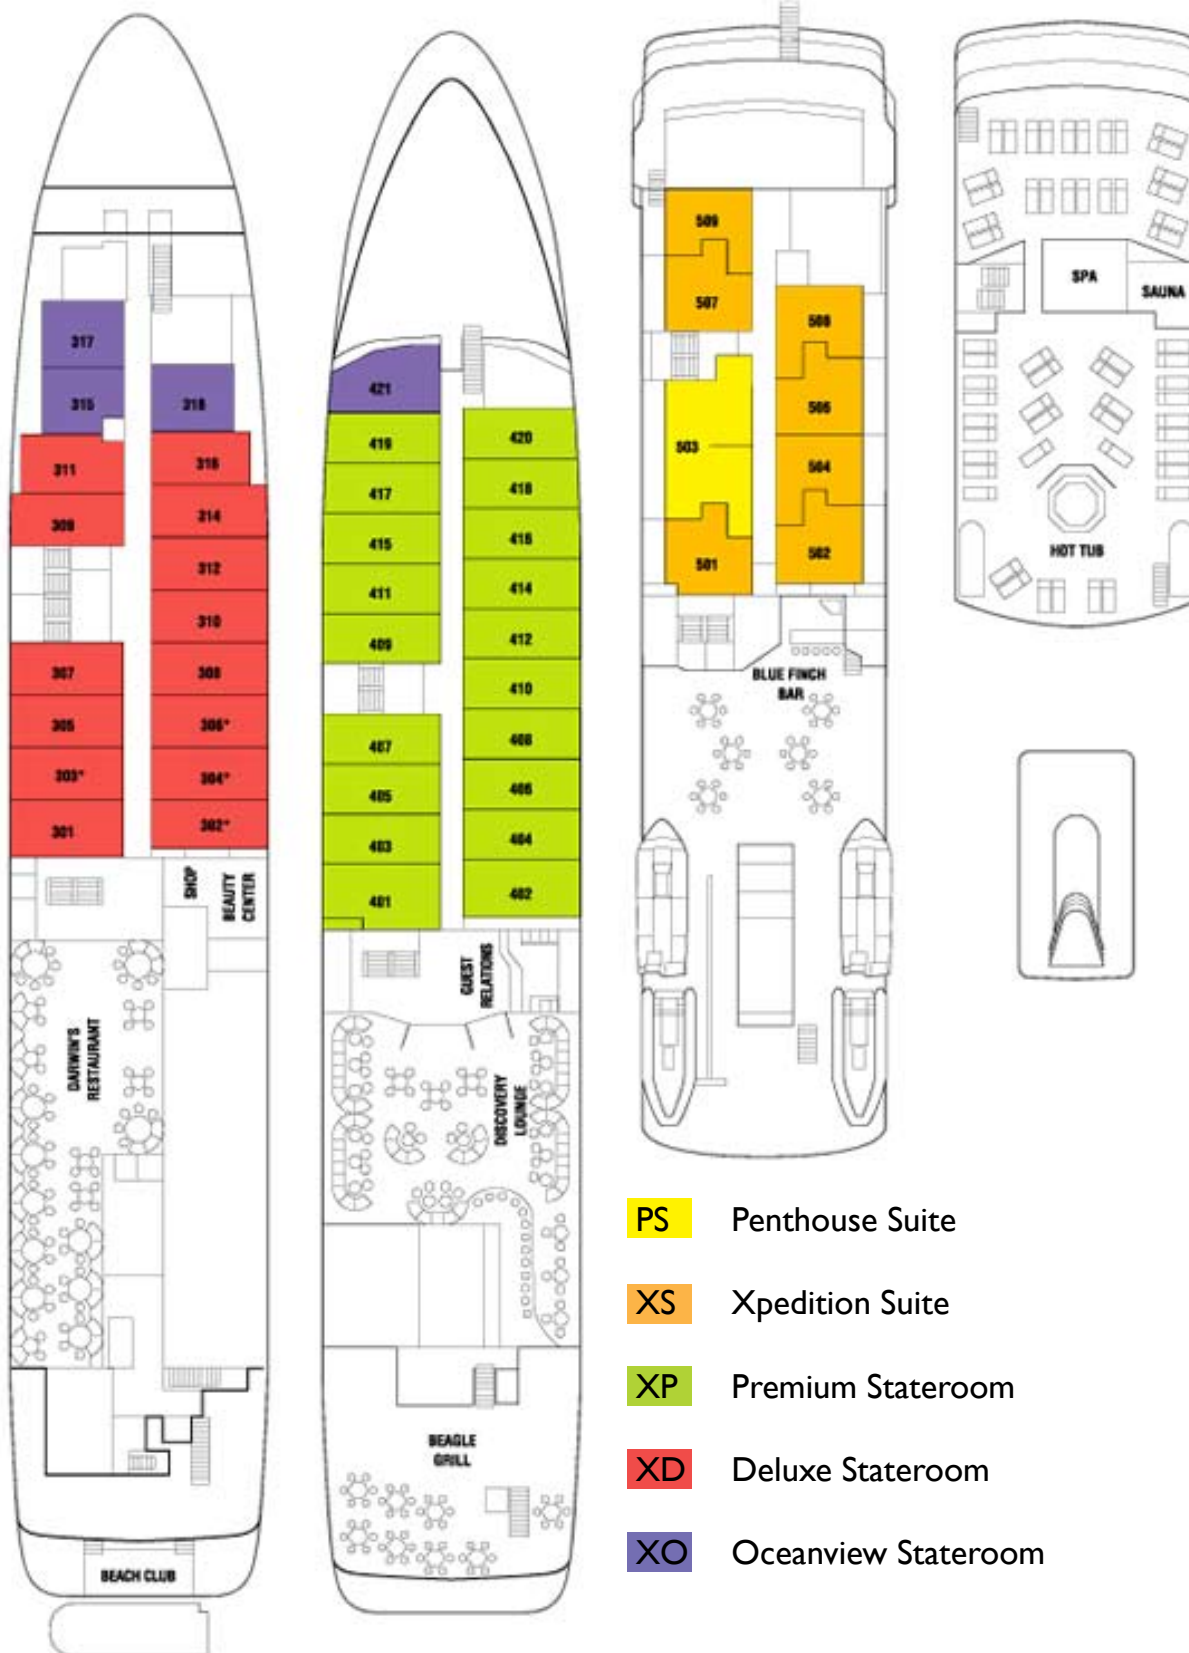 317
315
318
311
316
309
314
312
310
307
308
305
306*
303*
304*
301
302*
SHOP
BEAUTY
CENTER
DARWIN'S
RESTAURANT
BEACH CLUB
421
419
420
417
418
415
416
411
414
409
412
410
407
408
405
406
403
404
401
402
GUEST
RELATIONS
DISCOVERY
LOUNGE
BEAGLE
GRILL
509
507
508
506
503
504
501
502
BLUE FINCH
BAR
SPA
SAUNA
HOT TUB
PS Penthouse Suite
XS Xpedition Suite
XP Premium Stateroom
XD Deluxe Stateroom
XO Oceanview Stateroom